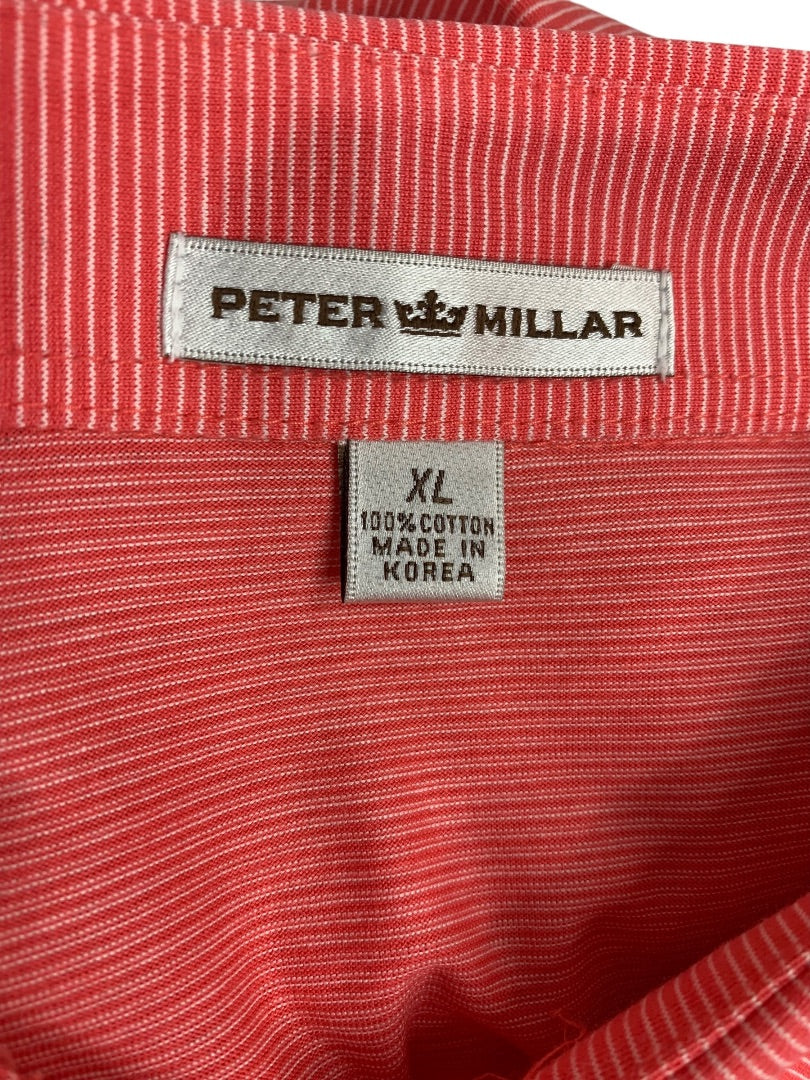 PETER MILLAR
XL
100% COTTON
MADE IN
KOREA